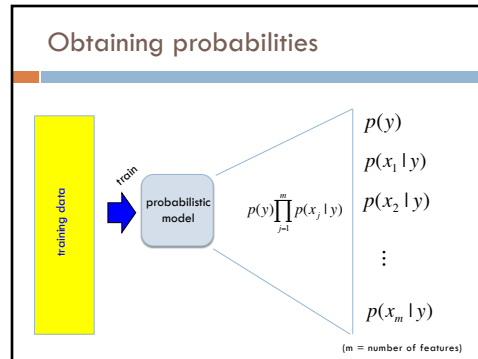 Obtaining probabilities
training data
train
probabilistic
model
p(y)∏_{j=1}^{m} p(x_j | y)
p(y)
p(x_1 | y)
p(x_2 | y)
⋮
p(x_m | y)
(m = number of features)